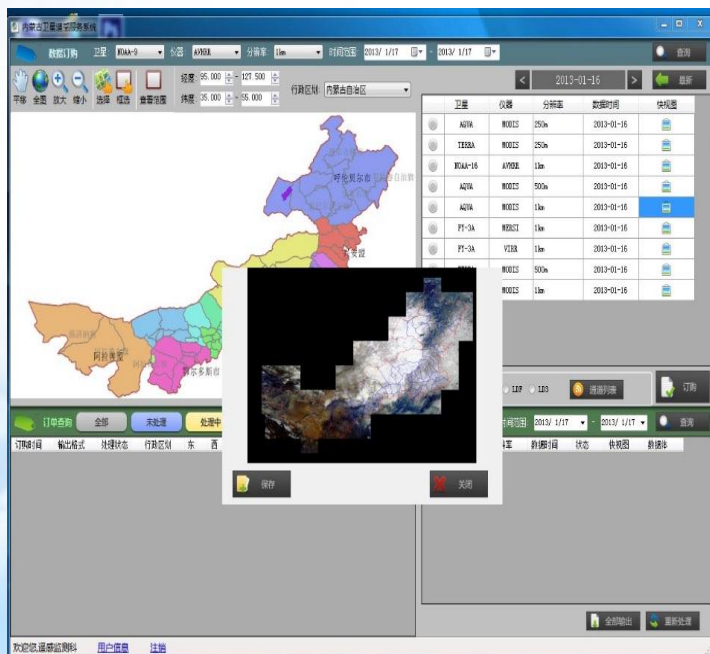 内蒙古卫星遥感服务系统
数据订购 卫星: NOAA-9 仪器 AVHRR 分辨率 1km 时间范围 2013/ 1/17 - 2013/ 1/17 查询
平移 全图 放大 缩小 选择 框选 查看范围
经度: 95.000 - 127.500
纬度: 35.000 - 55.000
行政区划: 内蒙古自治区
< 2013-01-16 > 最新
卫星 仪器 分辨率 数据时间 快视图
AQUA MODIS 250m 2013-01-16
TERRA MODIS 250m 2013-01-16
NOAA-16 AVHRR 1km 2013-01-16
AQUA MODIS 500m 2013-01-16
AQUA MODIS 1km 2013-01-16
FY-3A MERSI 1km 2013-01-16
FY-3A VIRR 1km 2013-01-16
MODIS 500m 2013-01-16
MODIS 1km 2013-01-16
呼伦贝尔市
兴安盟
阿拉善盟
鄂尔多斯市
LDF LD3 通道列表 订购
保存 关闭
订单查询 全部 未处理 处理中 时间范围: 2013/ 1/17 - 2013/ 1/17 查询
订购时间 输出格式 处理状态 行政区划 东 西 数据时间 状态 快视图 数据体
全部输出 重新处理
欢迎您,遥感监测科 用户信息 注销